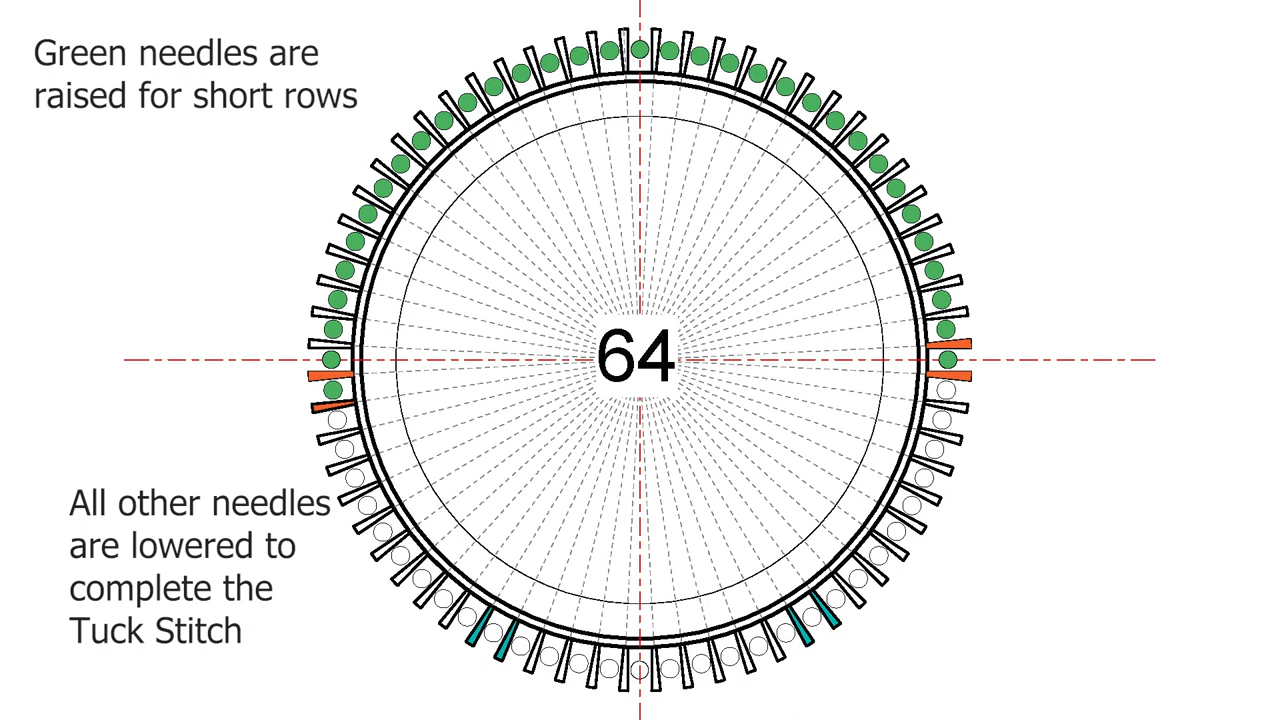 Green needles are
raised for short rows
64
All other needles
are lowered to
complete the
Tuck Stitch